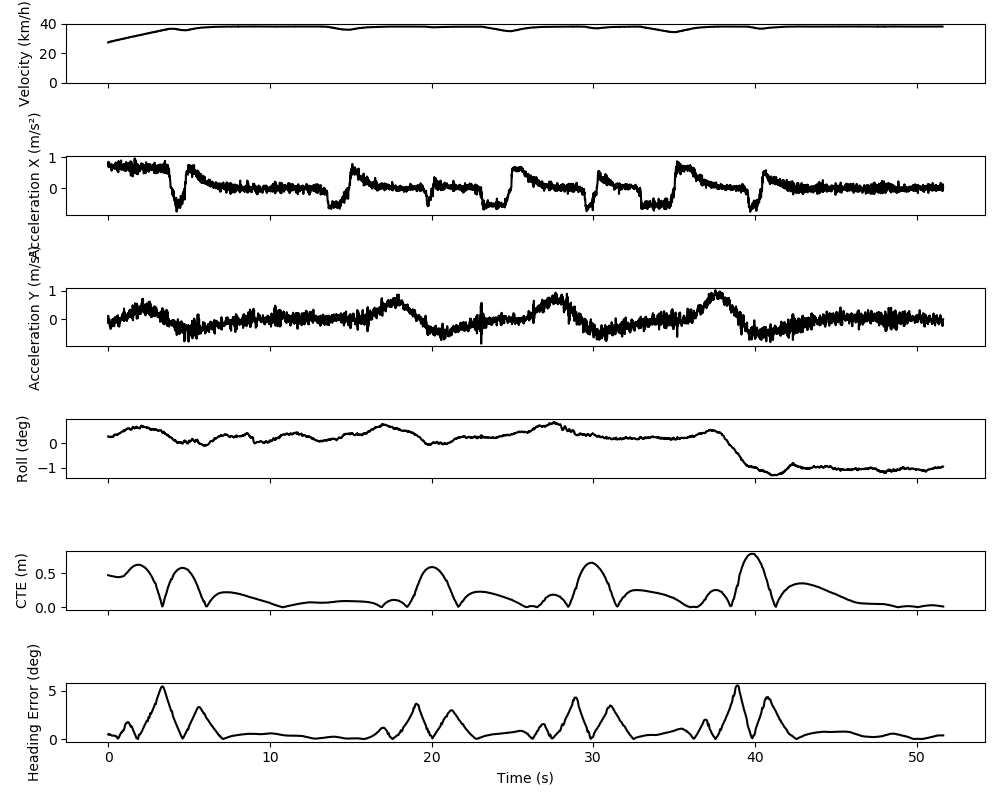 Velocity (km/h)
40
20
0
Acceleration X (m/s²)
1
0
Acceleration Y (m/s²)
1
0
Roll (deg)
0
−1
CTE (m)
0.5
0.0
Heading Error (deg)
5
0
0 10 20 30 40 50
Time (s)